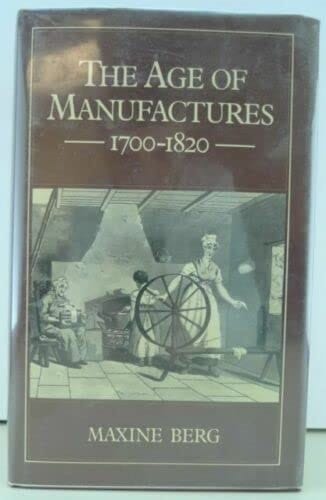 THE AGE OF
MANUFACTURES
1700-1820
MAXINE BERG